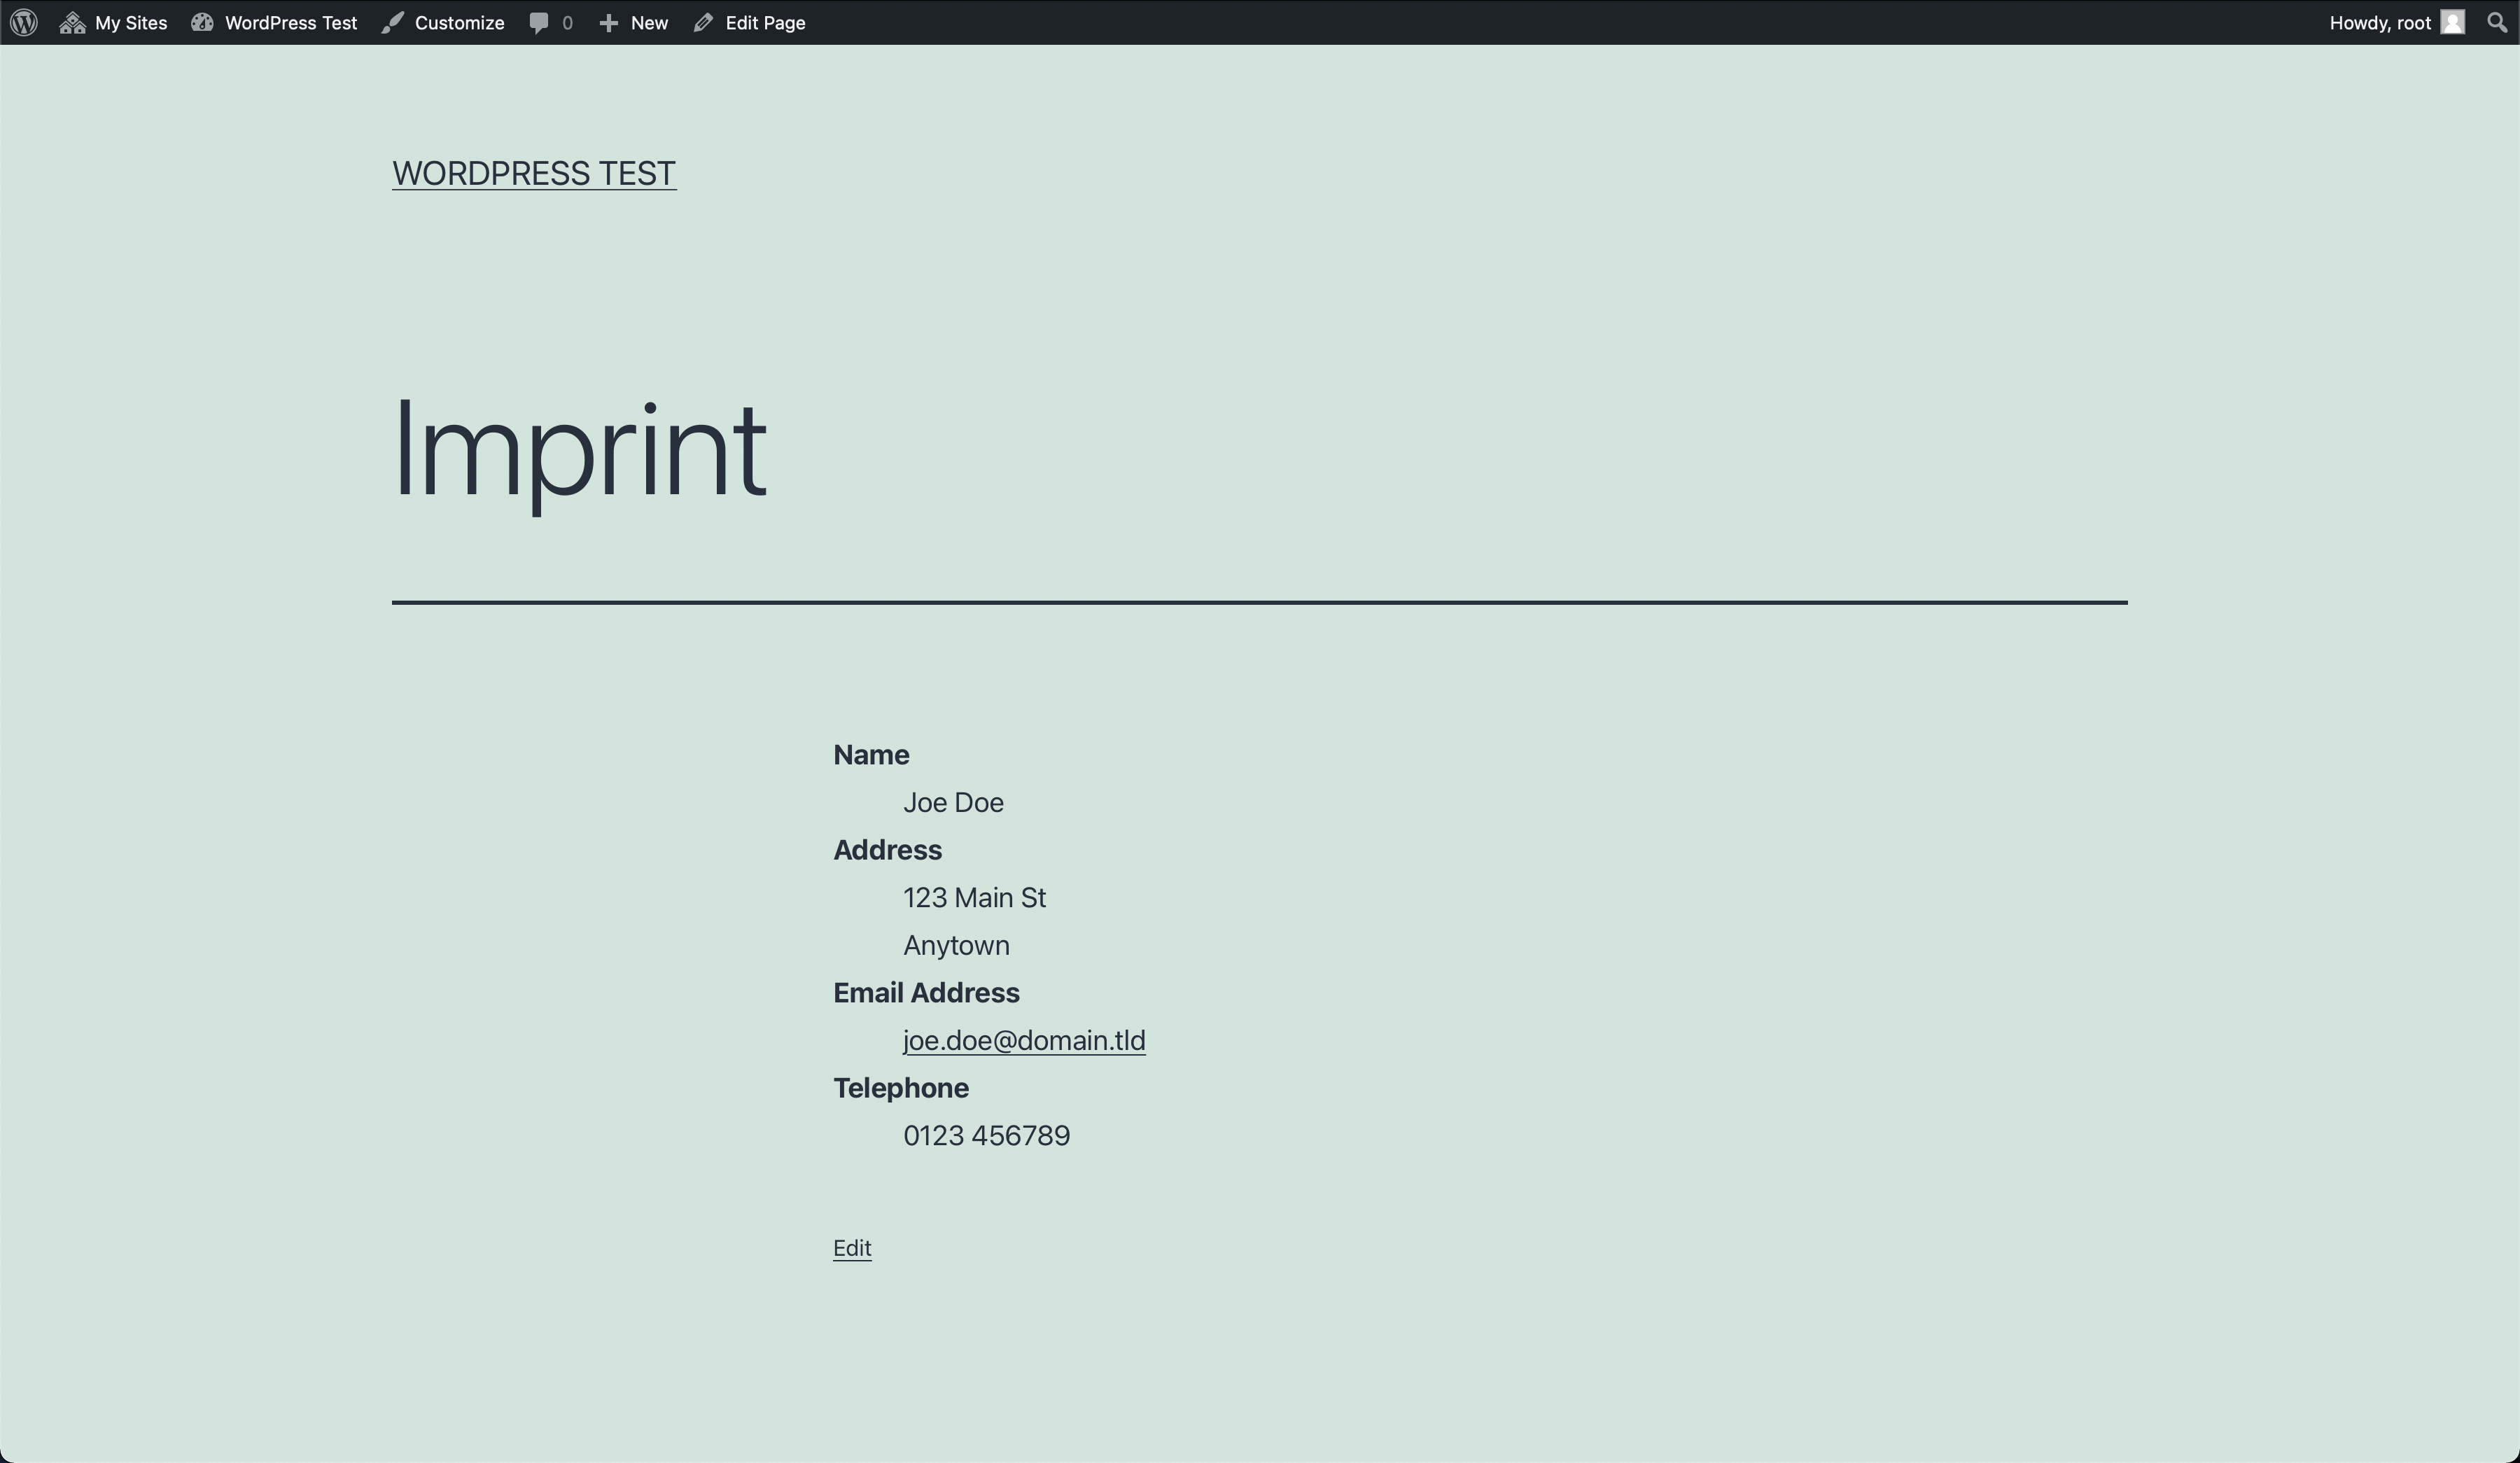 My Sites WordPress Test Customize 0 New Edit Page Howdy, root
WORDPRESS TEST
Imprint
Name
Joe Doe
Address
123 Main St
Anytown
Email Address
joe.doe@domain.tld
Telephone
0123 456789
Edit